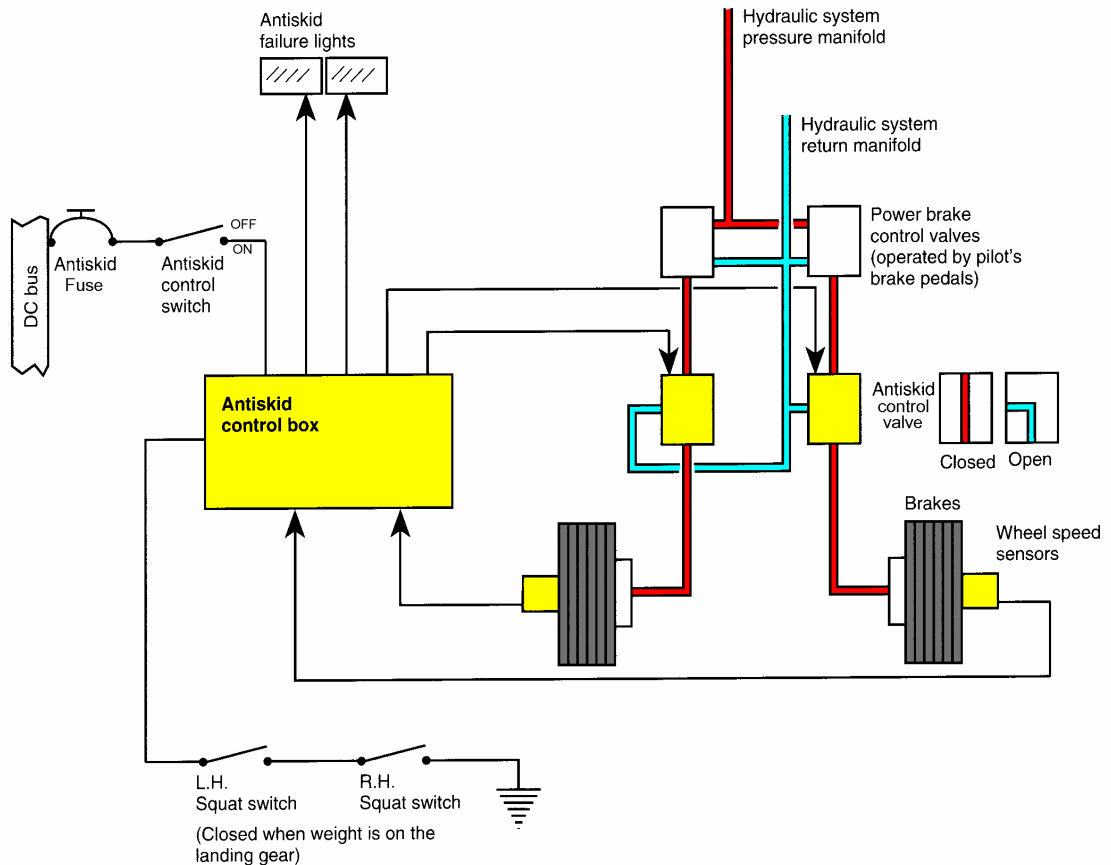 Antiskid
failure lights
Hydraulic system
pressure manifold
Hydraulic system
return manifold
Power brake
control valves
(operated by pilot's
brake pedals)
OFF
ON
DC bus
Antiskid
Fuse
Antiskid
control
switch
Antiskid
control box
Antiskid
control
valve
Closed
Open
Brakes
Wheel speed
sensors
L.H.
Squat switch
R.H.
Squat switch
(Closed when weight is on the
landing gear)